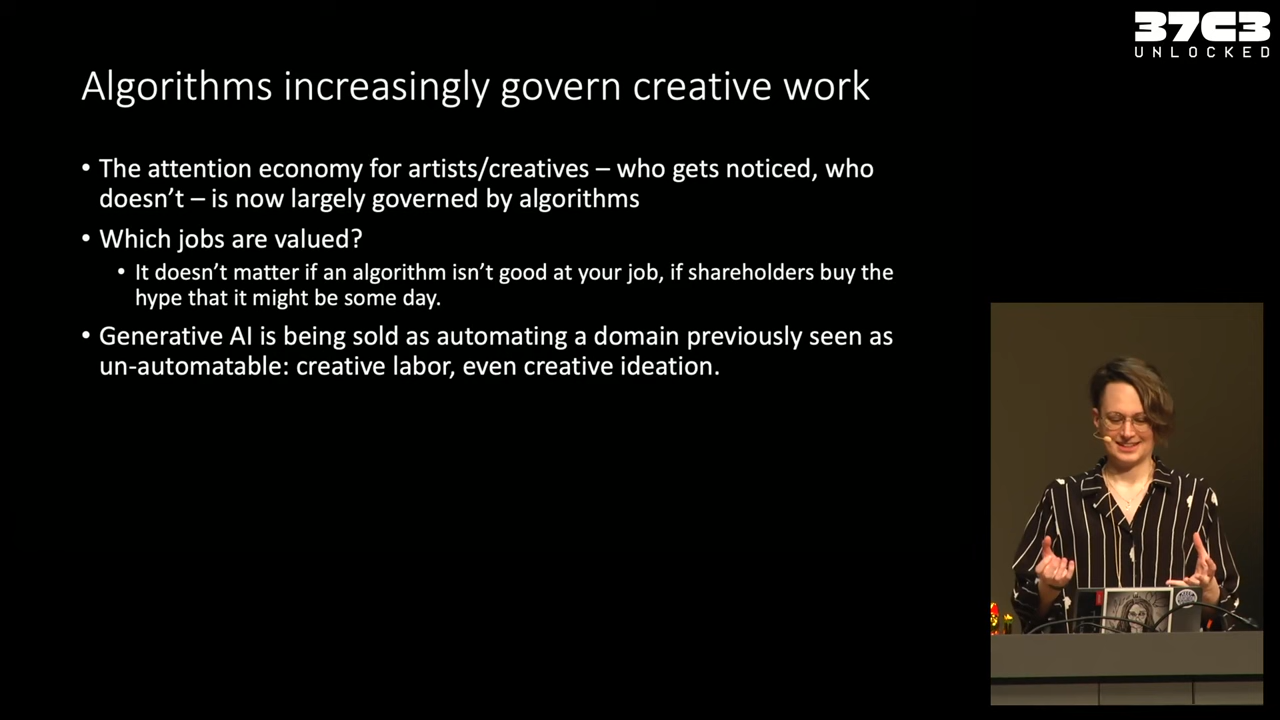 37C3
UNLOCKED
Algorithms increasingly govern creative work
• The attention economy for artists/creatives – who gets noticed, who
doesn’t – is now largely governed by algorithms
• Which jobs are valued?
• It doesn’t matter if an algorithm isn’t good at your job, if shareholders buy the
hype that it might be some day.
• Generative AI is being sold as automating a domain previously seen as
un-automatable: creative labor, even creative ideation.